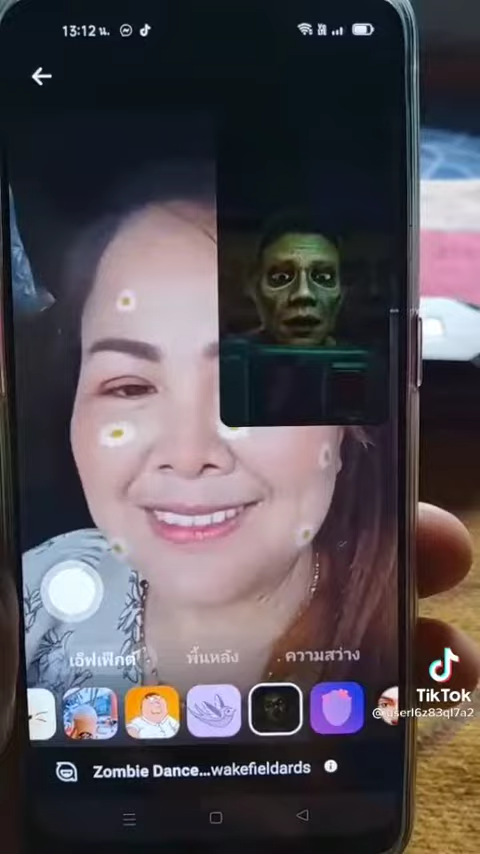 13:12 น.
เอ็ฟเฟ็กต์ พื้นหลัง ความสว่าง
Zombie Dance...wakefieldards
TikTok
@userl6z83ql7a2